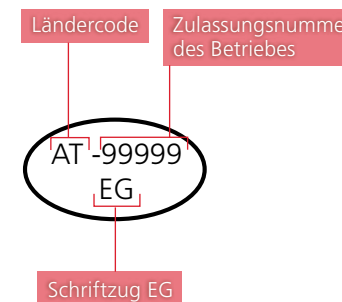 Ländercode
Zulassungsnumme
des Betriebes
AT -99999
EG
Schriftzug EG